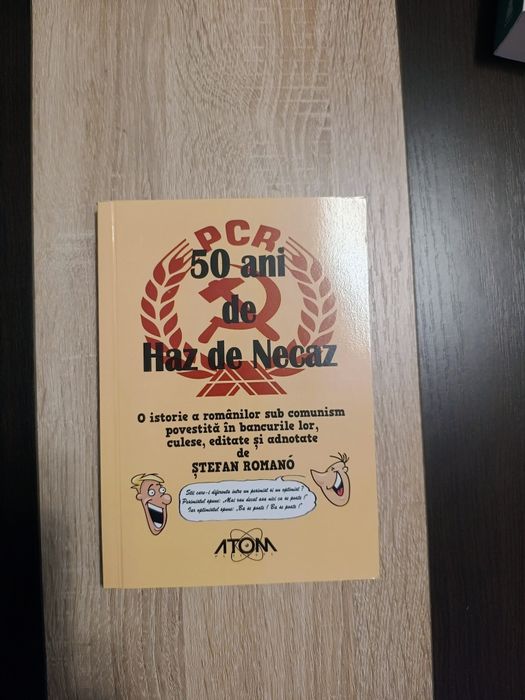 PCR
50 ani
de
Haz de Necaz
O istorie a românilor sub comunism
povestită în bancurile lor,
culese, editate și adnotate
de
ȘTEFAN ROMANÓ
Știți care-i diferența între un pesimist și un optimist ?
Pesimistul spune: „Mai rău decât așa nici că se poate !”
Iar optimistul spune: „Ba se poate ! Ba se poate !”
ATOM